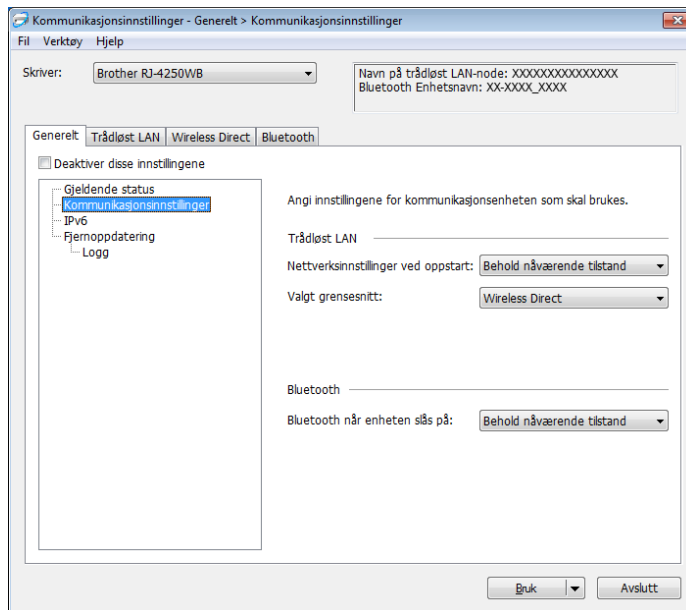 Kommunikasjonsinnstillinger - Generelt > Kommunikasjonsinnstillinger
Fil Verktøy Hjelp
Skriver: Brother RJ-4250WB
Navn på trådløst LAN-node: XXXXXXXXXXXXXXX
Bluetooth Enhetsnavn: XX-XXXX_XXXX
Generelt Trådløst LAN Wireless Direct Bluetooth
Deaktiver disse innstillingene
Gjeldende status
Kommunikasjonsinnstillinger
IPv6
Fjernoppdatering
Logg
Angi innstillingene for kommunikasjonsenheten som skal brukes.
Trådløst LAN
Nettverksinnstillinger ved oppstart: Behold nåværende tilstand
Valgt grensesnitt: Wireless Direct
Bluetooth
Bluetooth når enheten slås på: Behold nåværende tilstand
Bruk Avslutt